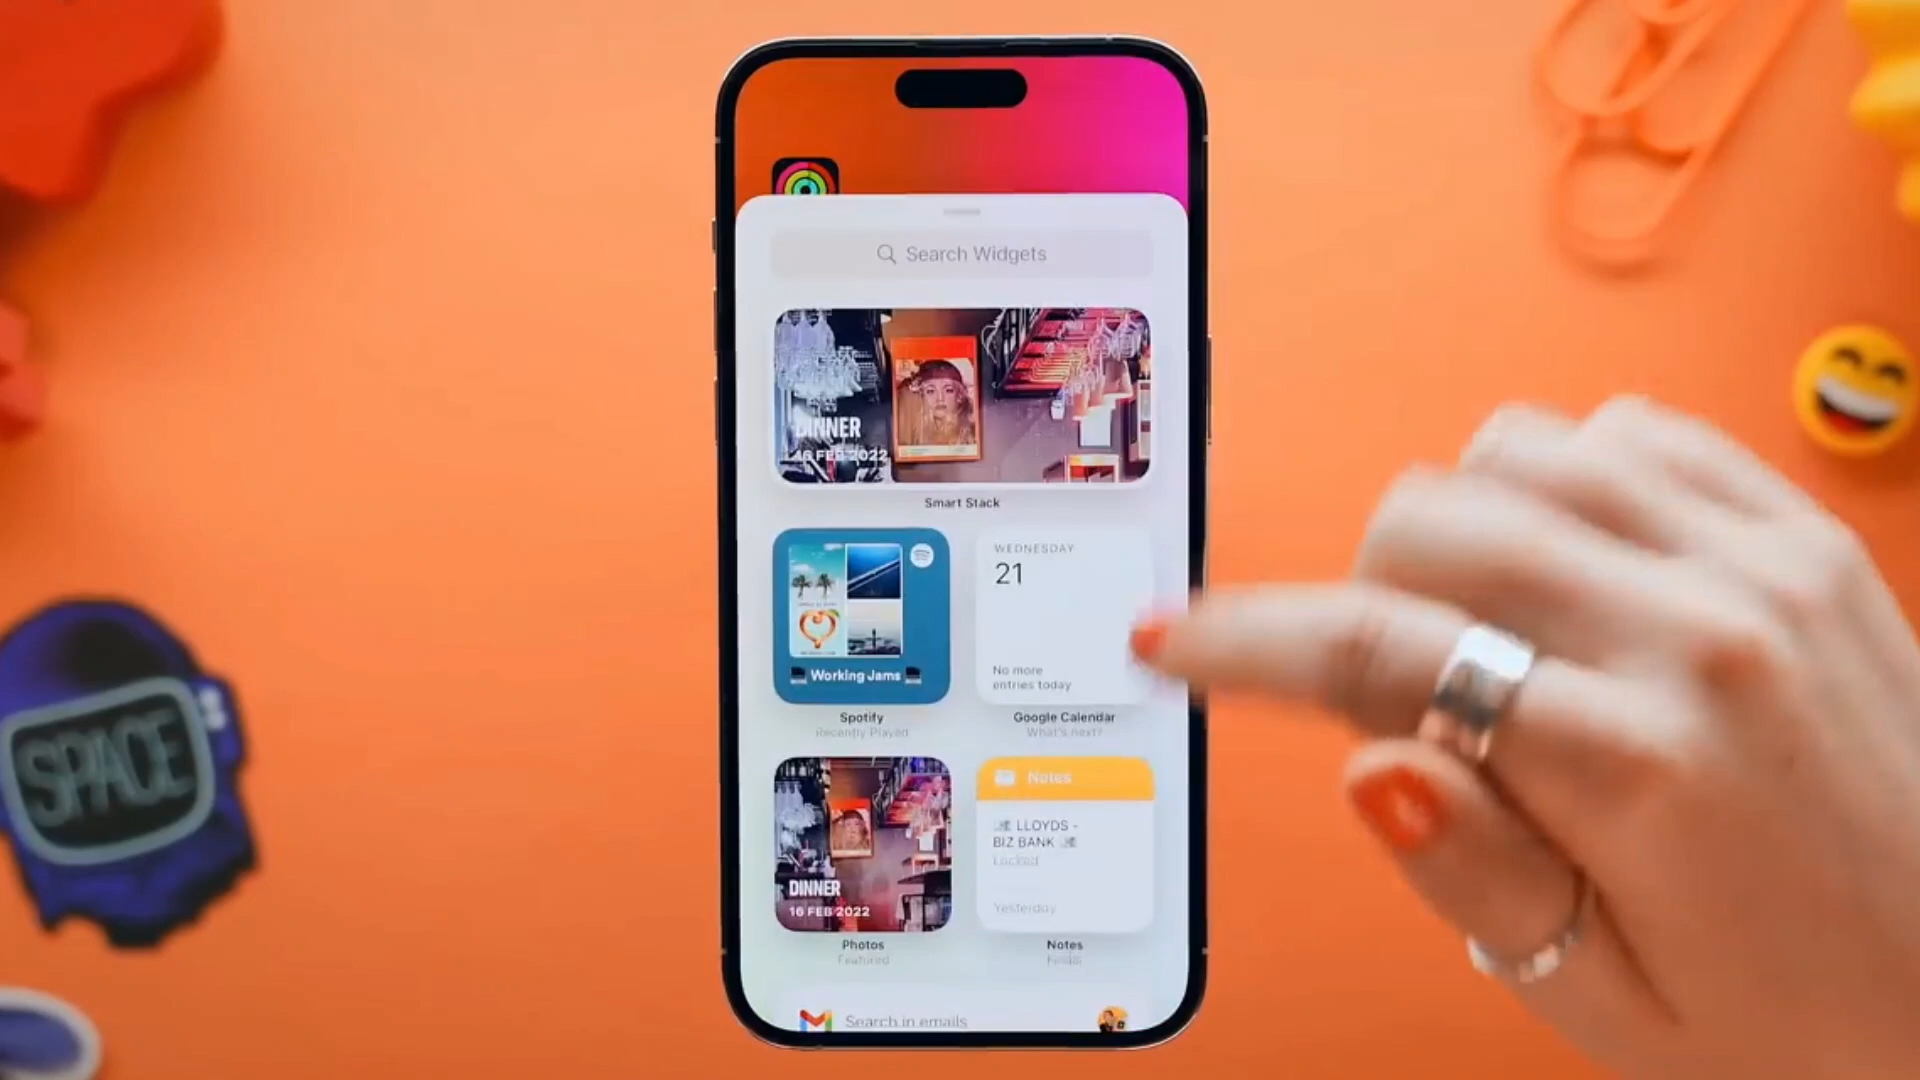 Search Widgets
DINNER
16 FEB 2022
Smart Stack
Working Jams
WEDNESDAY
21
No more
entries today
Spotify
Recently Played
Google Calendar
What's next?
DINNER
16 FEB 2022
Notes
LLOYDS -
BIZ BANK
Locked
Yesterday
Photos
Featured
Notes
Search in emails
SPACE